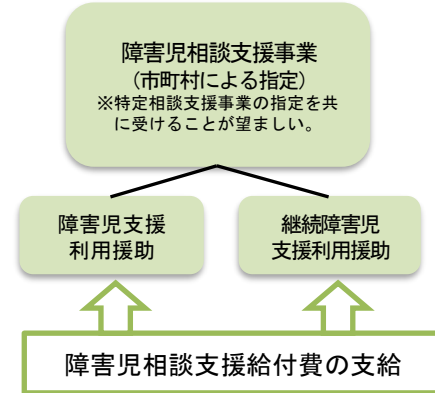 障害児相談支援事業
（市町村による指定）
※特定相談支援事業の指定を共
に受けることが望ましい。
障害児支援
利用援助
継続障害児
支援利用援助
障害児相談支援給付費の支給